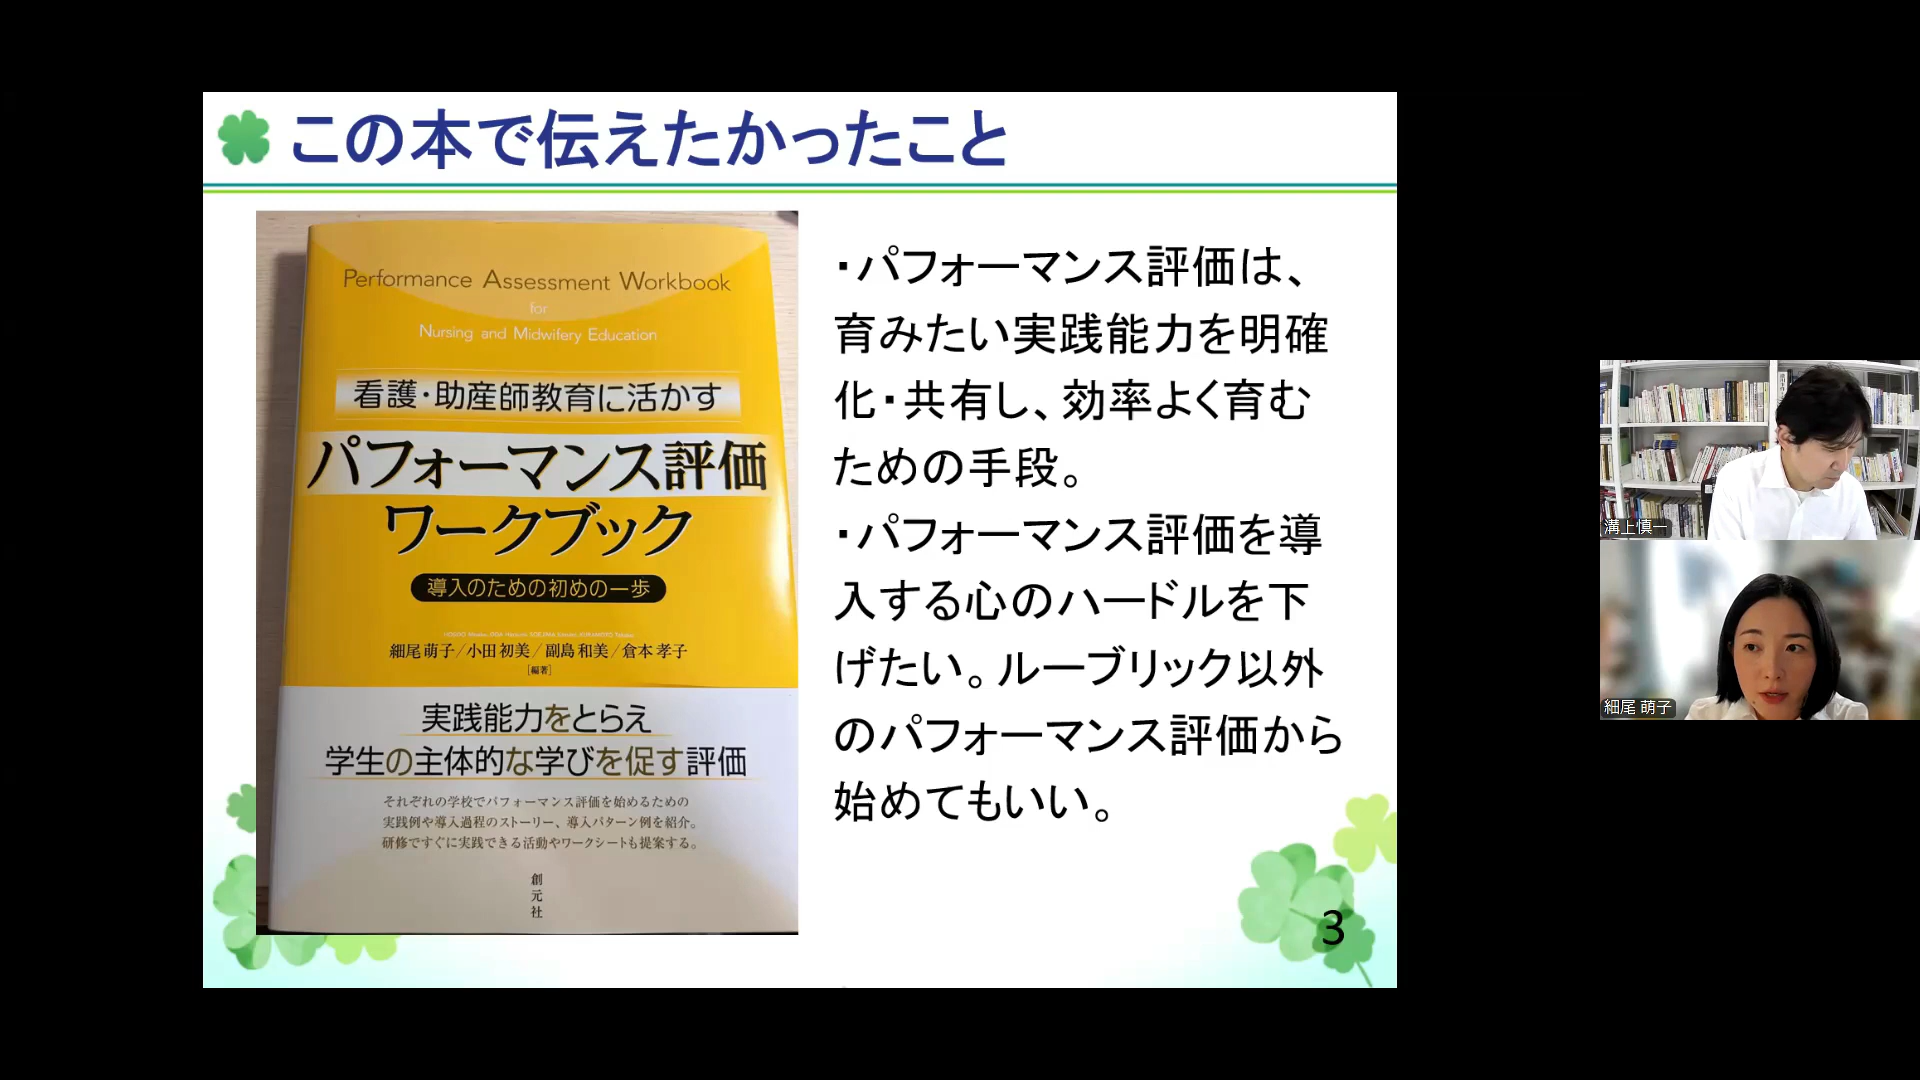 この本で伝えたかったこと
Performance Assessment Workbook
for
Nursing and Midwifery Education
看護・助産師教育に活かす
パフォーマンス評価
ワークブック
導入のための初めの一歩
細尾萌子/小田初美/副島和美/倉本孝子
[編著]
実践能力をとらえ
学生の主体的な学びを促す評価
それぞれの学校でパフォーマンス評価を始めるための
実践例や導入過程のストーリー、導入パターン例を紹介。
研修ですぐに実践できる活動やワークシートも提案する。
創元社
・パフォーマンス評価は、
育みたい実践能力を明確
化・共有し、効率よく育む
ための手段。
・パフォーマンス評価を導
入する心のハードルを下
げたい。ルーブリック以外
のパフォーマンス評価から
始めてもいい。
3
溝上慎一
細尾 萌子